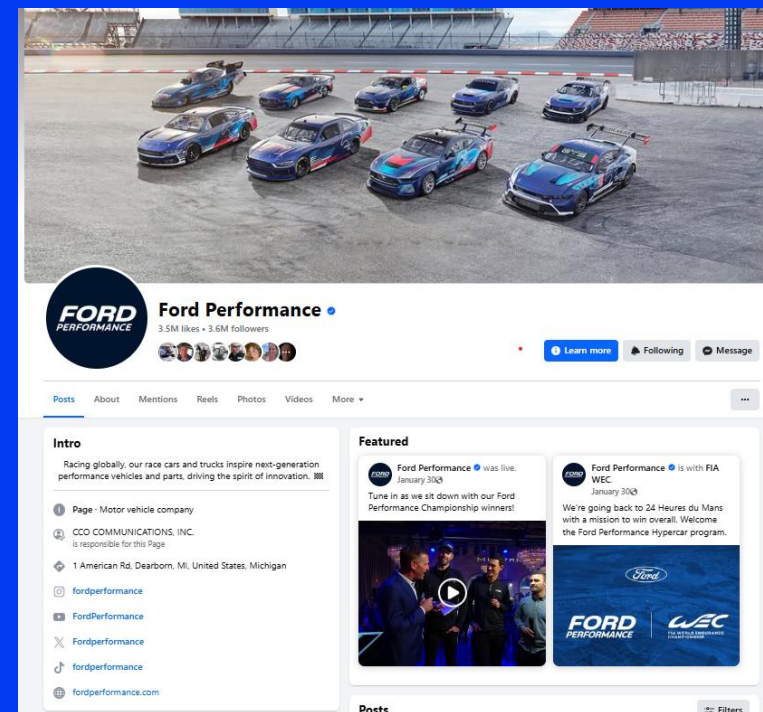 FORD
PERFORMANCE
Ford Performance
3.5M likes • 3.6M followers
Learn more
Following
Message
Posts
About
Mentions
Reels
Photos
Videos
More
Intro
Racing globally, our race cars and trucks inspire next-generation
performance vehicles and parts, driving the spirit of innovation.
Page · Motor vehicle company
CCO COMMUNICATIONS, INC.
is responsible for this Page
1 American Rd, Dearborn, MI, United States, Michigan
fordperformance
FordPerformance
Fordperformance
fordperformance
fordperformance.com
Featured
Ford Performance was live.
January 30
Tune in as we sit down with our Ford
Performance Championship winners!
Ford Performance is with FIA
WEC.
January 30
We're going back to 24 Heures du Mans
with a mission to win overall. Welcome
the Ford Performance Hypercar program.
Ford
FORD
PERFORMANCE
WEC
FIA WORLD ENDURANCE
CHAMPIONSHIP
Posts
Filters